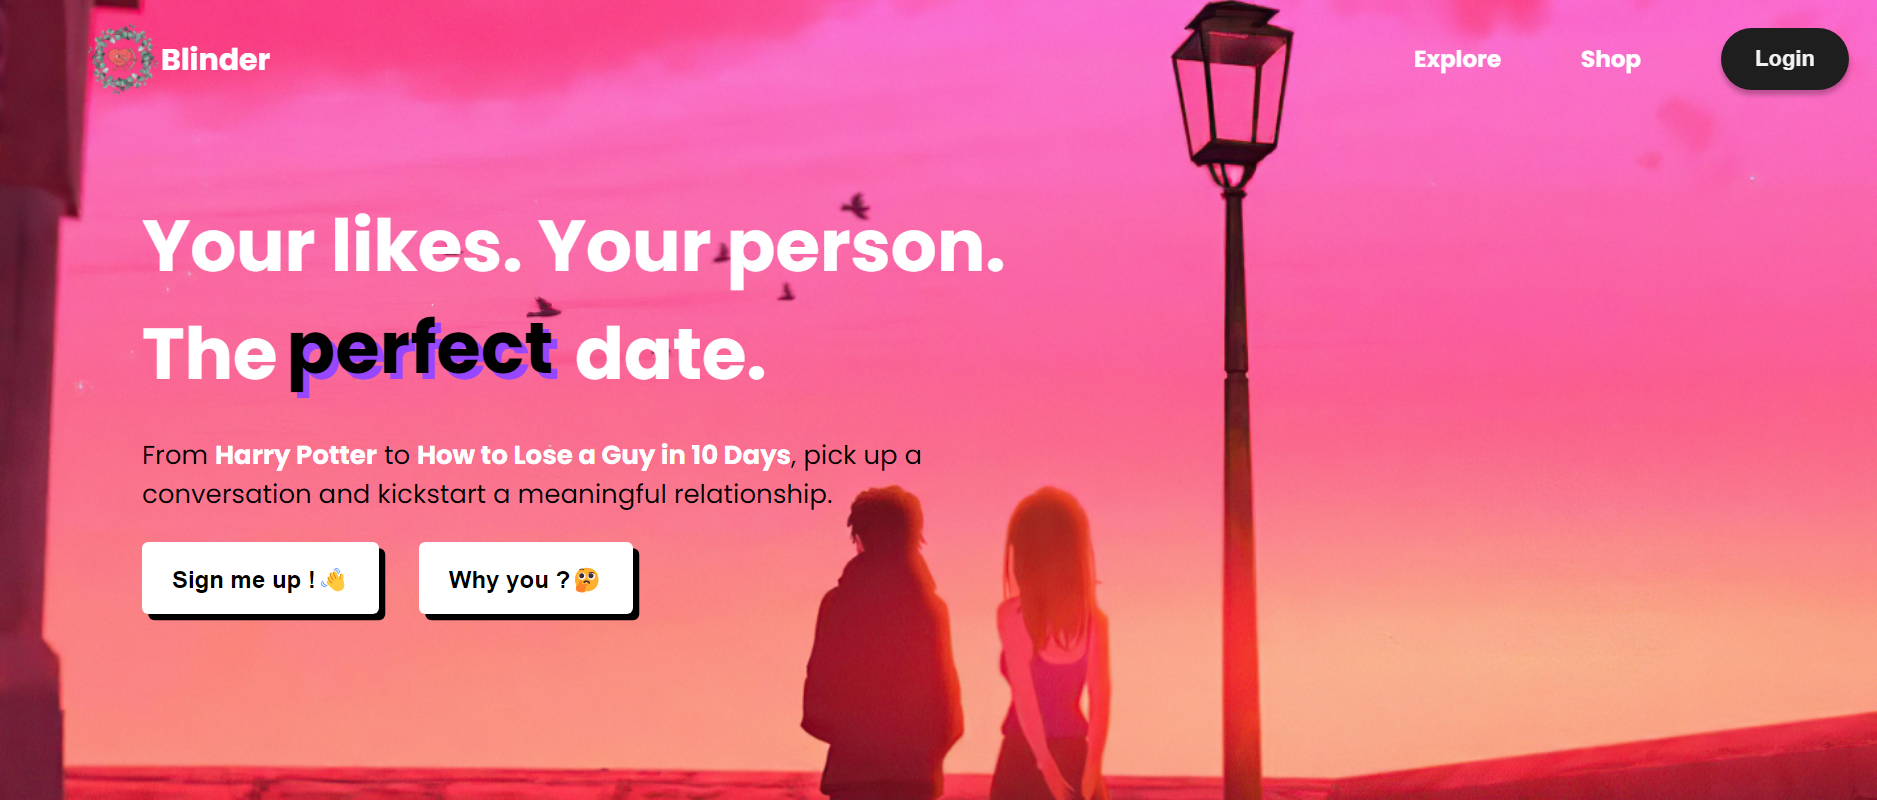 Blinder
Explore
Shop
Login
Your likes. Your person.
The perfect date.
From Harry Potter to How to Lose a Guy in 10 Days, pick up a
conversation and kickstart a meaningful relationship.
Sign me up ! 👋
Why you ? 🤔